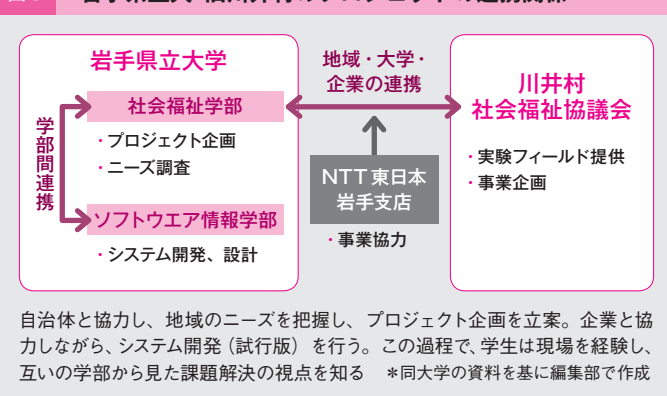 岩手県立大学
社会福祉学部
・プロジェクト企画
・ニーズ調査
学部間連携
ソフトウエア情報学部
・システム開発、設計
地域・大学・
企業の連携
NTT東日本
岩手支店
・事業協力
川井村
社会福祉協議会
・実験フィールド提供
・事業企画
自治体と協力し、地域のニーズを把握し、プロジェクト企画を立案。企業と協
力しながら、システム開発（試行版）を行う。この過程で、学生は現場を経験し、
互いの学部から見た課題解決の視点を知る　＊同大学の資料を基に編集部で作成